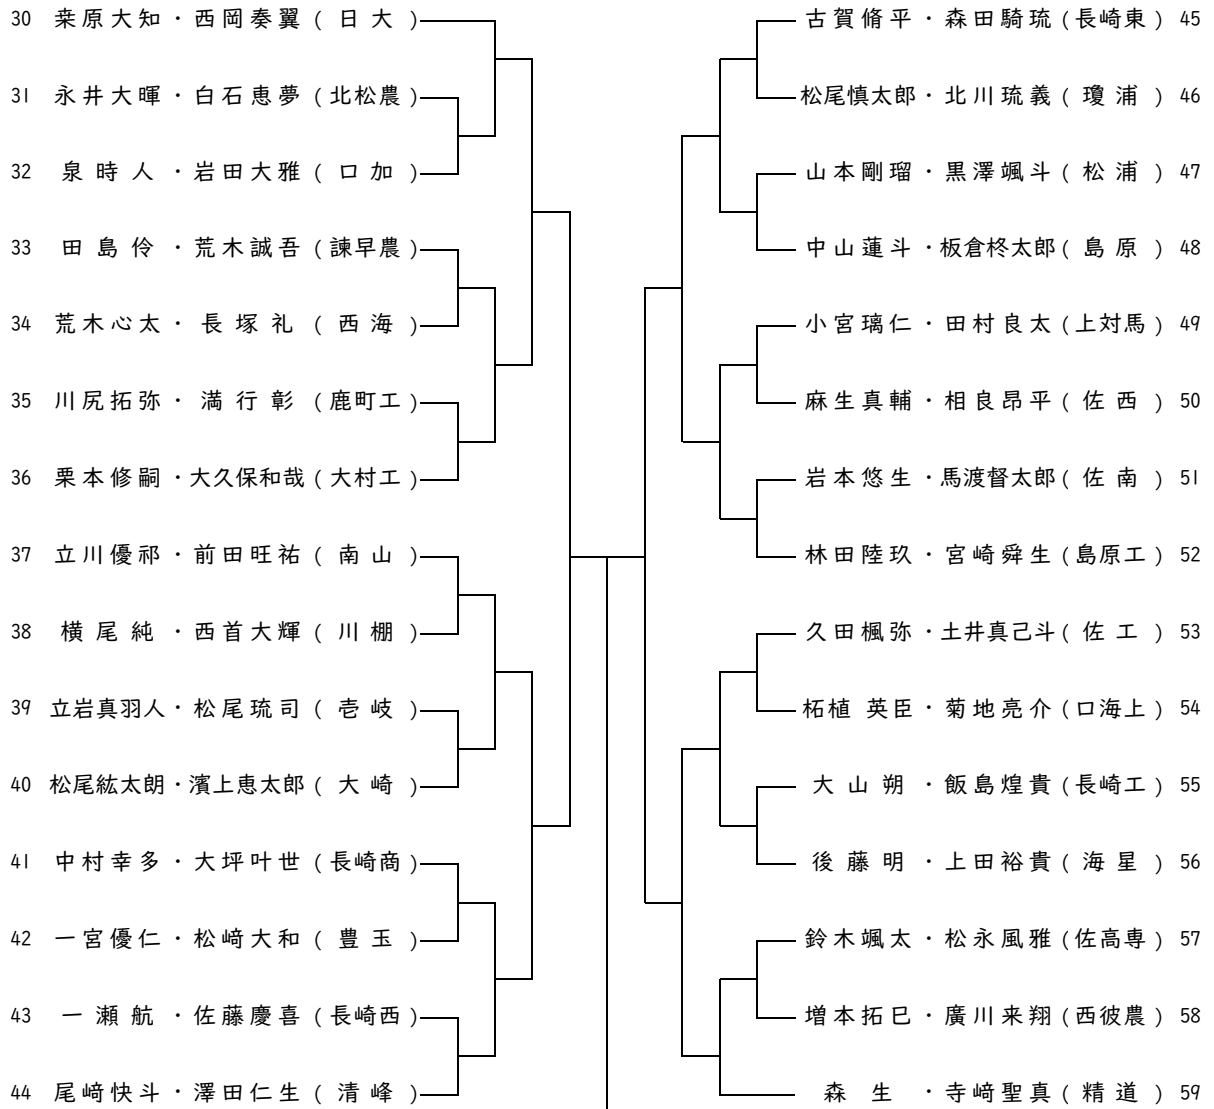 30 桒原大知・西岡奏翼（日大）
31 永井大暉・白石恵夢（北松農）
32 泉時人・岩田大雅（口加）
33 田島伶・荒木誠吾（諫早農）
34 荒木心太・長塚礼（西海）
35 川尻拓弥・満行彰（鹿町工）
36 栗本修嗣・大久保和哉（大村工）
37 立川優祁・前田旺祐（南山）
38 横尾純・西首大輝（川棚）
39 立岩真羽人・松尾琉司（壱岐）
40 松尾紘太朗・濱上恵太郎（大崎）
41 中村幸多・大坪叶世（長崎商）
42 一宮優仁・松﨑大和（豊玉）
43 一瀬航・佐藤慶喜（長崎西）
44 尾﨑快斗・澤田仁生（清峰）
古賀脩平・森田騎琉（長崎東）45
松尾慎太郎・北川琉義（瓊浦）46
山本剛瑠・黒澤颯斗（松浦）47
中山蓮斗・板倉柊太郎（島原）48
小宮璃仁・田村良太（上対馬）49
麻生真輔・相良昂平（佐西）50
岩本悠生・馬渡督太郎（佐南）51
林田陸玖・宮崎舜生（島原工）52
久田楓弥・土井真己斗（佐工）53
柘植 英臣・菊地亮介（口海上）54
大山朔・飯島煌貴（長崎工）55
後藤明・上田裕貴（海星）56
鈴木颯太・松永風雅（佐高専）57
増本拓巳・廣川来翔（西彼農）58
森生・寺﨑聖真（精道）59